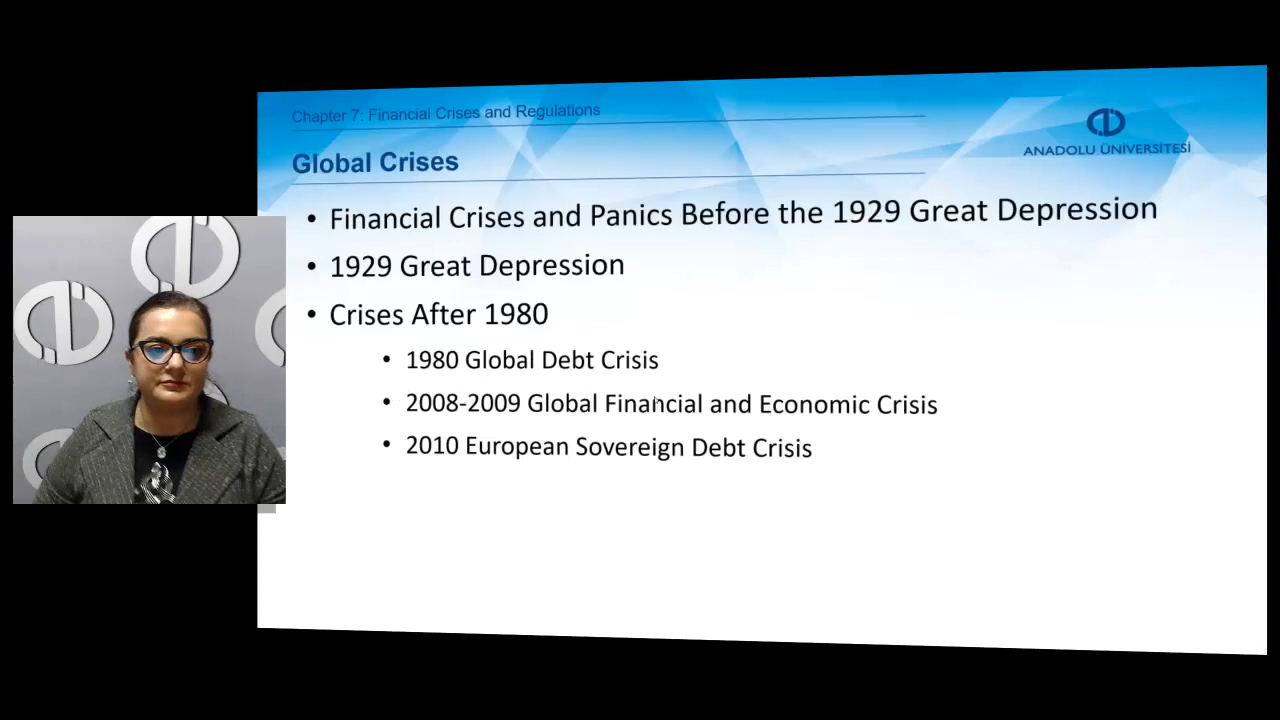 Chapter 7: Financial Crises and Regulations
ANADOLU ÜNİVERSİTESİ
Global Crises
• Financial Crises and Panics Before the 1929 Great Depression
• 1929 Great Depression
• Crises After 1980
• 1980 Global Debt Crisis
• 2008-2009 Global Financial and Economic Crisis
• 2010 European Sovereign Debt Crisis